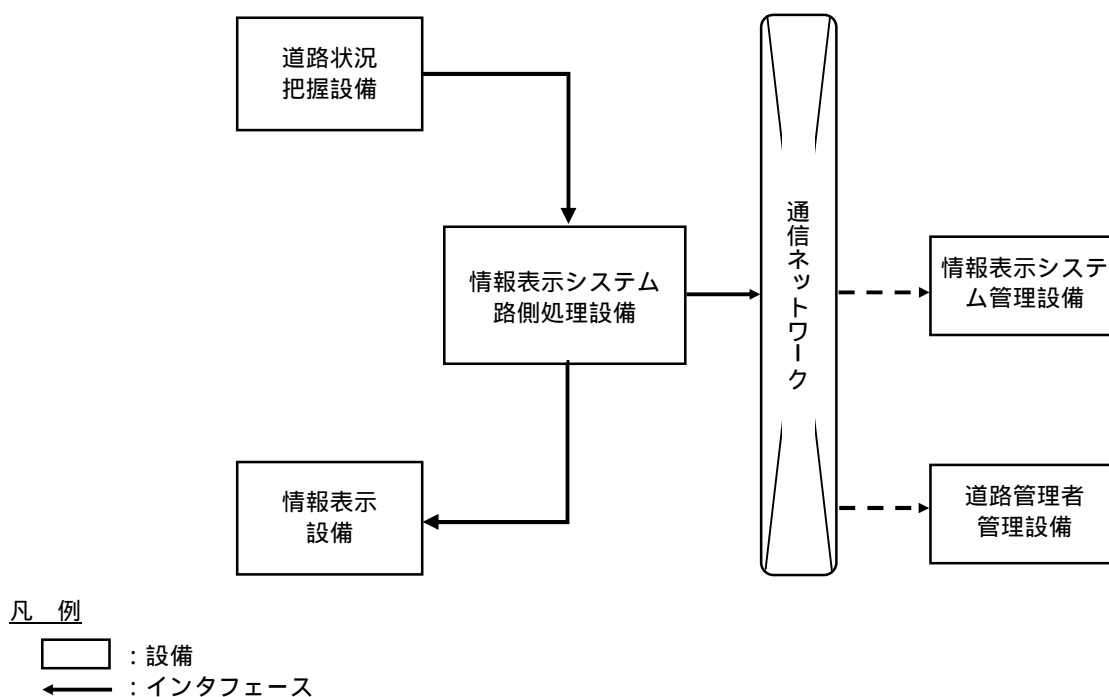 道路状況
把握設備
情報表示システム
路側処理設備
通信ネットワーク
情報表示システ
ム管理設備
情報表示
設備
道路管理者
管理設備
凡　例
：設備
：インタフェース